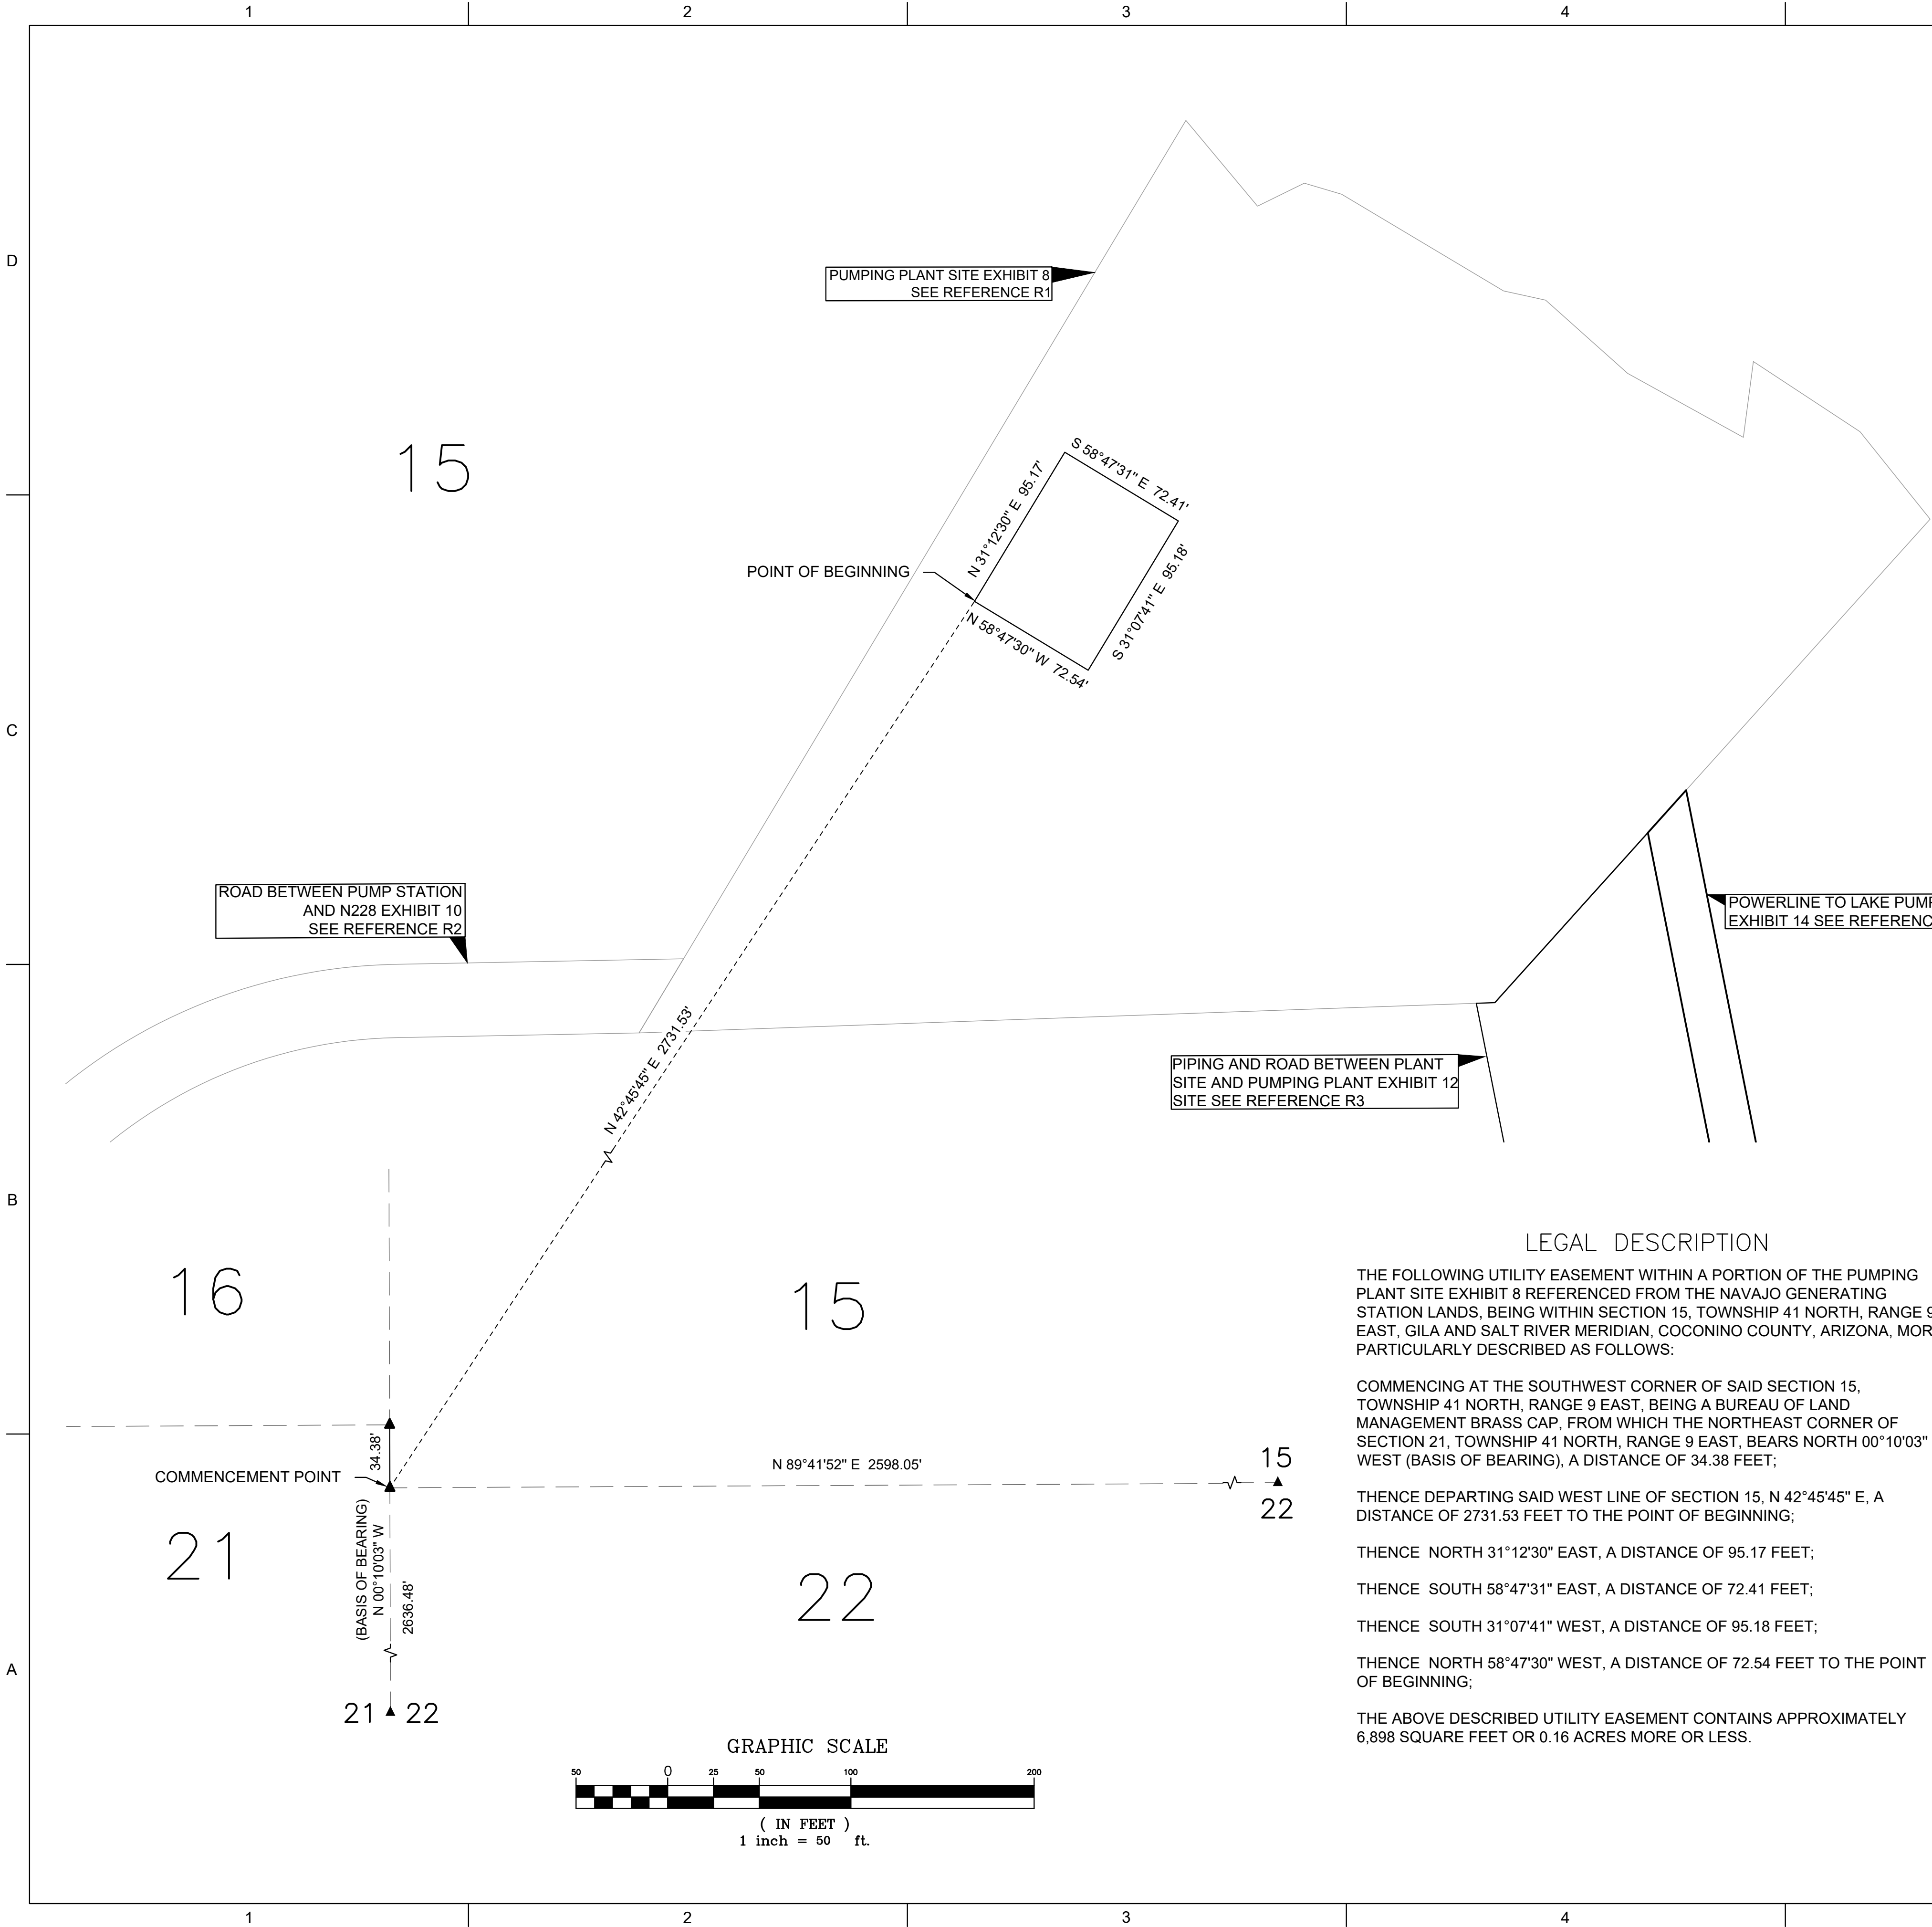 1 2 3 4
D
PUMPING PLANT SITE EXHIBIT 8
SEE REFERENCE R1
15
S 58°47'31" E 72.41'
N 31°12'30" E 95.17'
POINT OF BEGINNING
S 31°07'41" E 95.18'
N 58°47'30" W 72.54'
C
ROAD BETWEEN PUMP STATION
AND N228 EXHIBIT 10
SEE REFERENCE R2
POWERLINE TO LAKE
EXHIBIT 14 SEE
N 42°45'45" E 2731.53'
PIPING AND ROAD BETWEEN PLANT
SITE AND PUMPING PLANT EXHIBIT 12
SITE SEE REFERENCE R3
B
16
15
34.38'
COMMENCEMENT POINT
N 89°41'52" E 2598.05'
15
22
21
(BASIS OF BEARING)
N 00°10'03" W
2636.48'
22
A
21 22
LEGAL DESCRIPTION
THE FOLLOWING UTILITY EASEMENT WITHIN A PORTION OF THE PUMPING
PLANT SITE EXHIBIT 8 REFERENCED FROM THE NAVAJO GENERATING
STATION LANDS, BEING WITHIN SECTION 15, TOWNSHIP 41 NORTH, RANGE 9
EAST, GILA AND SALT RIVER MERIDIAN, COCONINO COUNTY, ARIZONA,
PARTICULARLY DESCRIBED AS FOLLOWS:
COMMENCING AT THE SOUTHWEST CORNER OF SAID SECTION 15,
TOWNSHIP 41 NORTH, RANGE 9 EAST, BEING A BUREAU OF LAND
MANAGEMENT BRASS CAP, FROM WHICH THE NORTHEAST CORNER OF
SECTION 21, TOWNSHIP 41 NORTH, RANGE 9 EAST, BEARS NORTH 00°10'03"
WEST (BASIS OF BEARING), A DISTANCE OF 34.38 FEET;
THENCE DEPARTING SAID WEST LINE OF SECTION 15, N 42°45'45" E, A
DISTANCE OF 2731.53 FEET TO THE POINT OF BEGINNING;
THENCE NORTH 31°12'30" EAST, A DISTANCE OF 95.17 FEET;
THENCE SOUTH 58°47'31" EAST, A DISTANCE OF 72.41 FEET;
THENCE SOUTH 31°07'41" WEST, A DISTANCE OF 95.18 FEET;
THENCE NORTH 58°47'30" WEST, A DISTANCE OF 72.54 FEET TO THE POINT
OF BEGINNING;
THE ABOVE DESCRIBED UTILITY EASEMENT CONTAINS APPROXIMATELY
6,898 SQUARE FEET OR 0.16 ACRES MORE OR LESS.
GRAPHIC SCALE
50 0 25 50 100 200
( IN FEET )
1 inch = 50 ft.
1 2 3 4